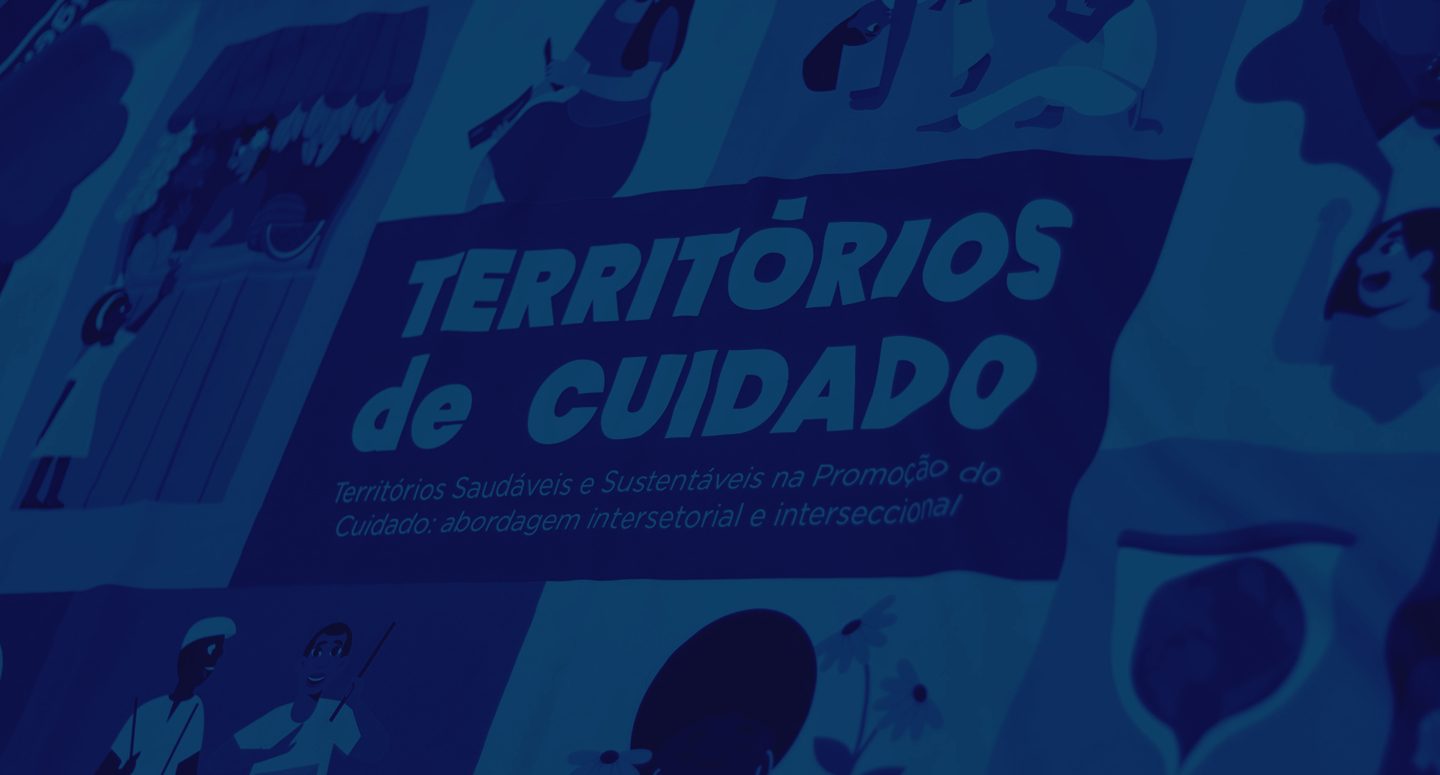 TERRITÓRIOS
de CUIDADO
Territórios Saudáveis e Sustentáveis na Promoção do
Cuidado: abordagem intersetorial e interseccional